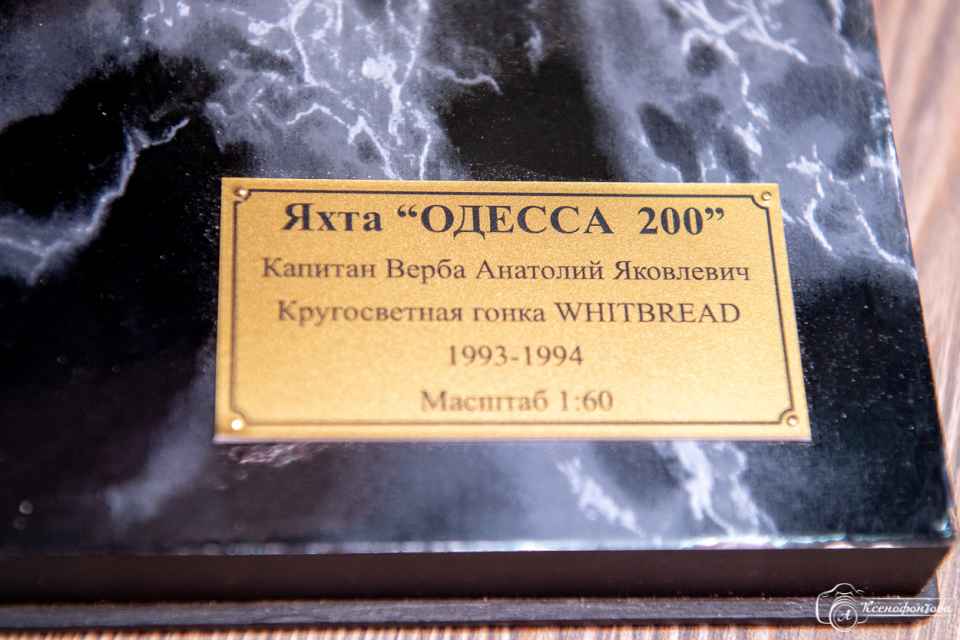 Яхта “ОДЕССА 200”
Капитан Верба Анатолий Яковлевич
Кругосветная гонка WHITBREAD
1993-1994
Масштаб 1:60
Ксенофонтова